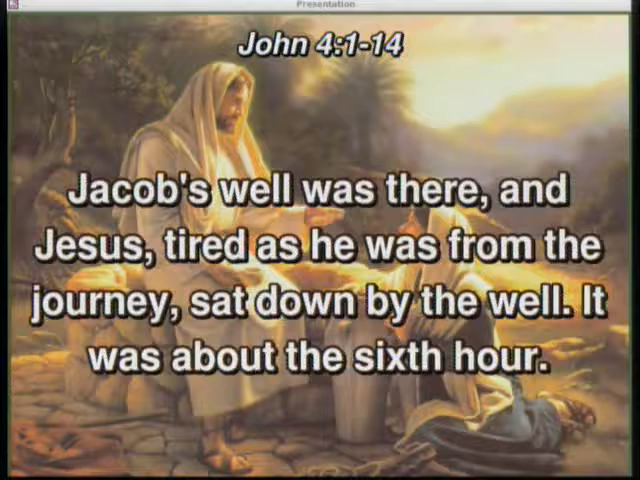 Presentation
John 4:1-14
Jacob's well was there, and
Jesus, tired as he was from the
journey, sat down by the well. It
was about the sixth hour.